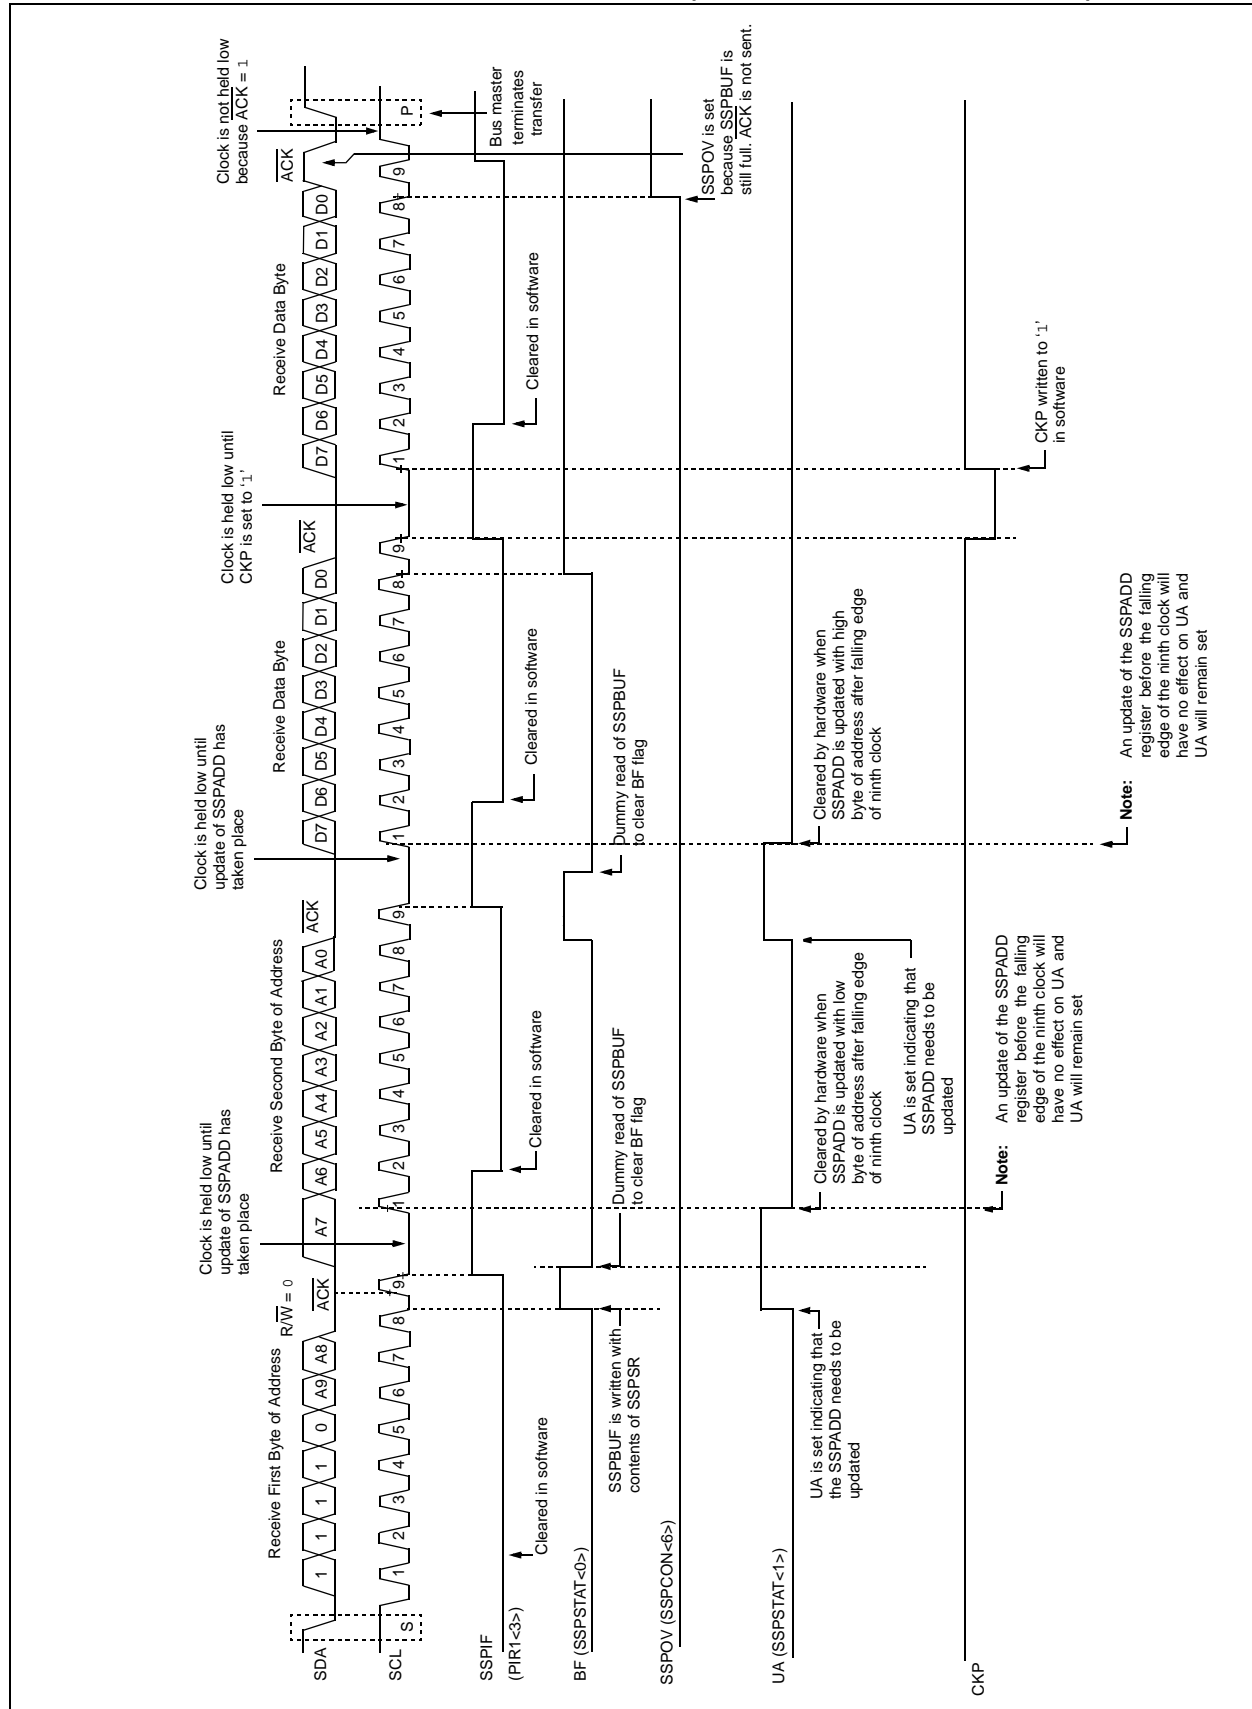 Clock is not held low
because ACK = 1
Clock is held low until
CKP is set to ‘1’
Clock is held low until
update of SSPADD has
taken place
Clock is held low until
update of SSPADD has
taken place
Receive First Byte of Address
R/W = 0
Receive Second Byte of Address
Receive Data Byte
Receive Data Byte
SDA
1 1 1 1 0 A9 A8
ACK
A7 A6 A5 A4 A3 A2 A1 A0
ACK
D7 D6 D5 D4 D3 D2 D1 D0
ACK
D7 D6 D5 D4 D3 D2 D1 D0
ACK
SCL
S
1 2 3 4 5 6 7 8 9
1 2 3 4 5 6 7 8 9
1 2 3 4 5 6 7 8 9
1 2 3 4 5 6 7 8 9
P
Bus master
terminates
transfer
SSPIF
(PIR1<3>)
Cleared in software
Cleared in software
Cleared in software
Cleared in software
BF (SSPSTAT<0>)
SSPBUF is written with
contents of SSPSR
Dummy read of SSPBUF
to clear BF flag
Dummy read of SSPBUF
to clear BF flag
SSPOV (SSPCON<6>)
SSPOV is set
because SSPBUF is
still full. ACK is not sent.
UA (SSPSTAT<1>)
UA is set indicating that
the SSPADD needs to be
updated
Cleared by hardware when
SSPADD is updated with low
byte of address after falling edge
of ninth clock
UA is set indicating that
SSPADD needs to be
updated
Cleared by hardware when
SSPADD is updated with high
byte of address after falling edge
of ninth clock
CKP
CKP written to ‘1’
in software
Note: An update of the SSPADD
register before the falling
edge of the ninth clock will
have no effect on UA and
UA will remain set
Note: An update of the SSPADD
register before the falling
edge of the ninth clock will
have no effect on UA and
UA will remain set